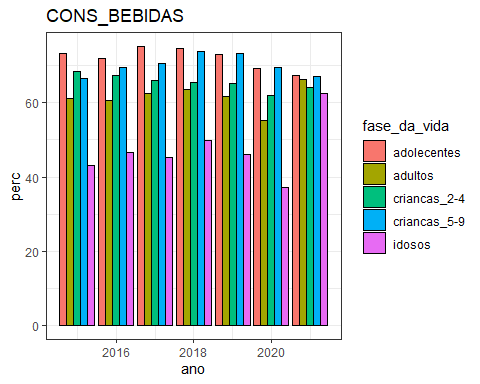 CONS_BEBIDAS
perc
60
40
20
0
2016
2018
2020
ano
fase_da_vida
adolecentes
adultos
criancas_2-4
criancas_5-9
idosos